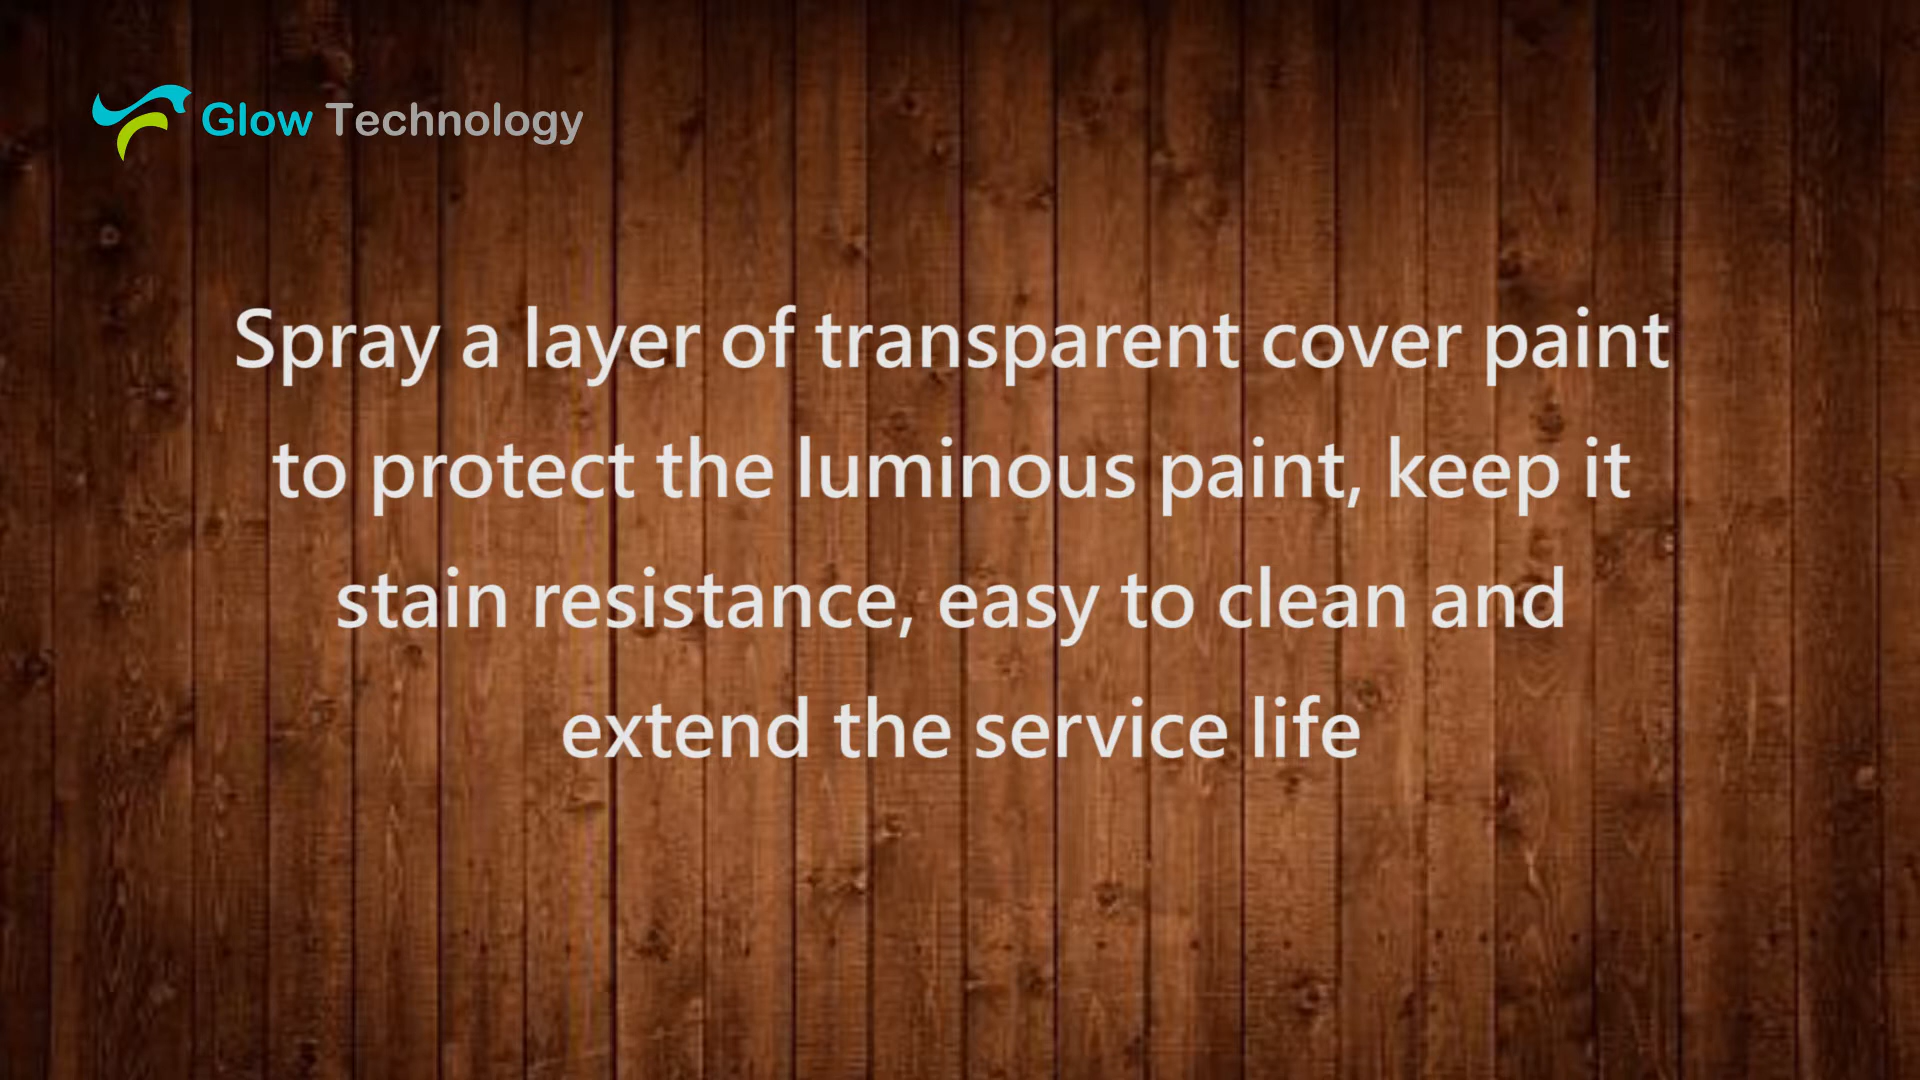 Glow Technology
Spray a layer of transparent cover paint
to protect the luminous paint, keep it
stain resistance, easy to clean and
extend the service life